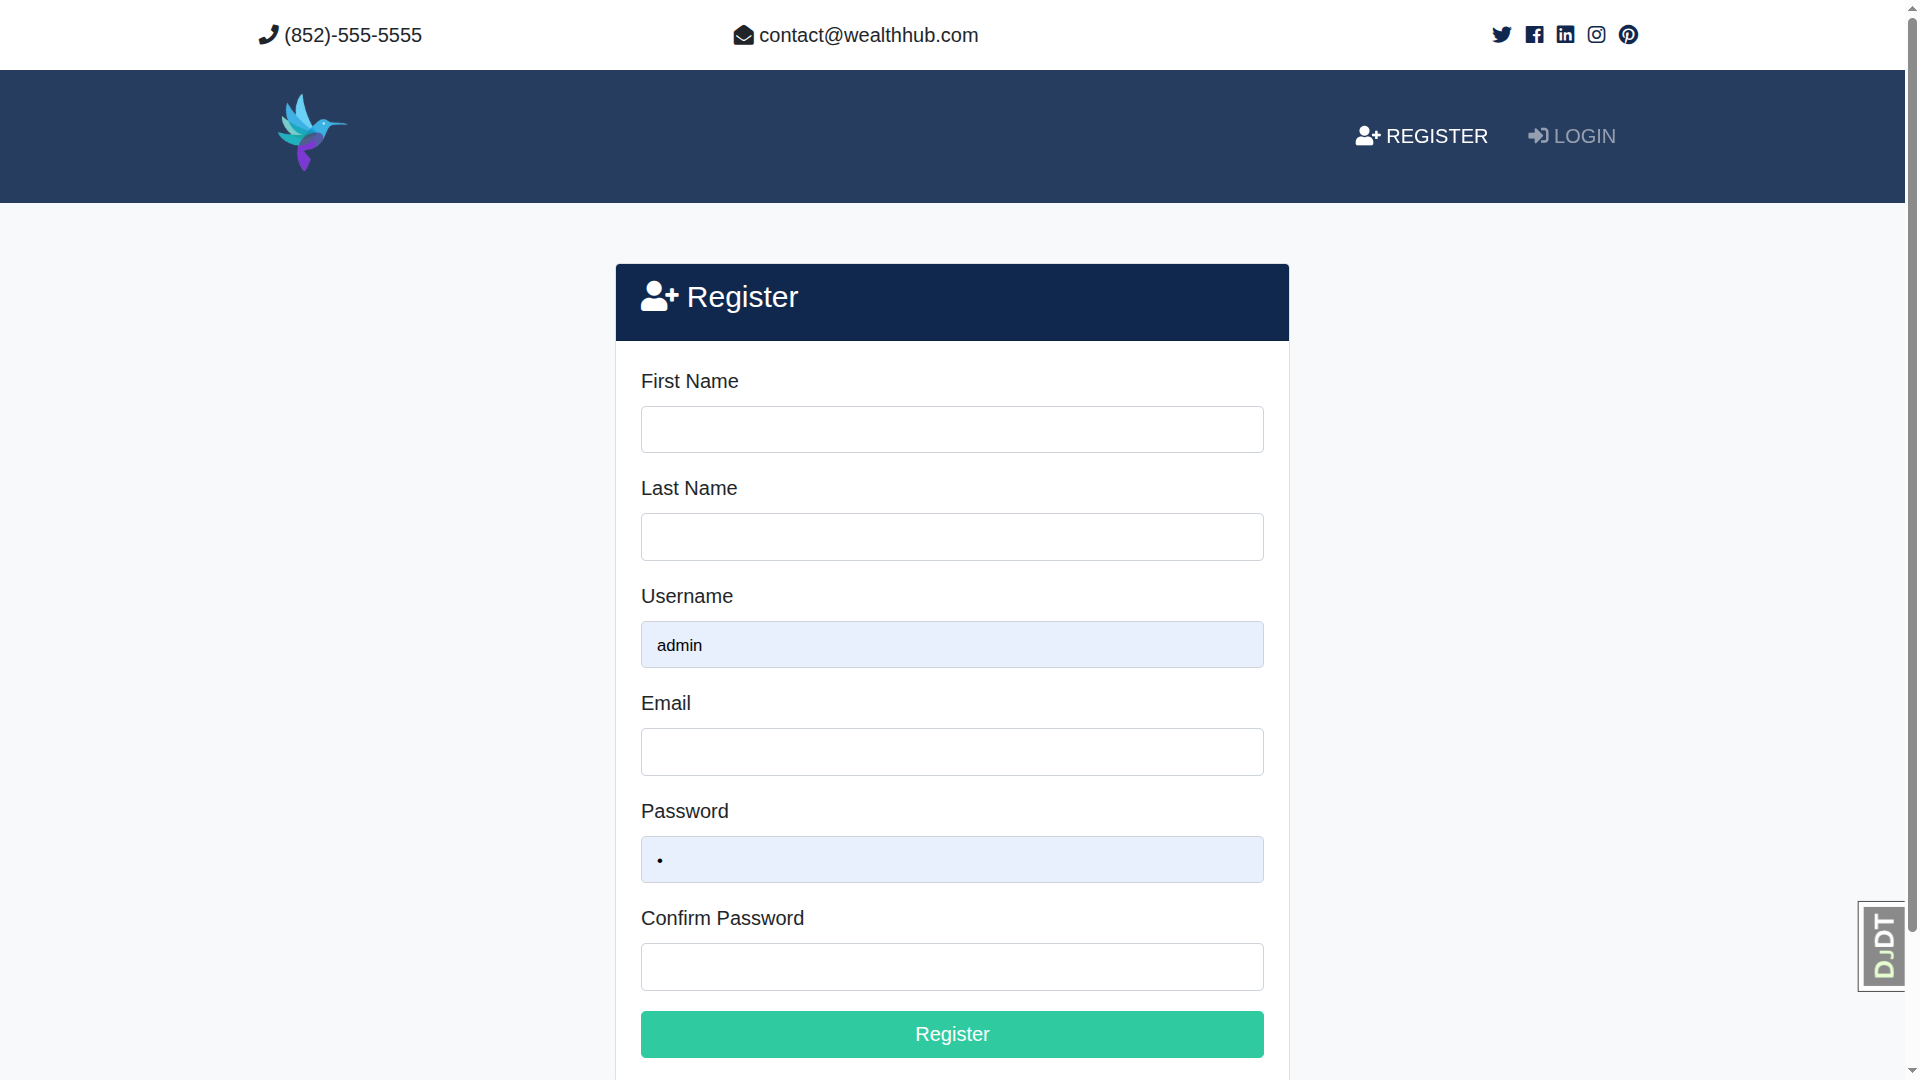 (852)-555-5555
contact@wealthhub.com
REGISTER
LOGIN
Register
First Name
Last Name
Username
admin
Email
Password
•
Confirm Password
Register
DJDT